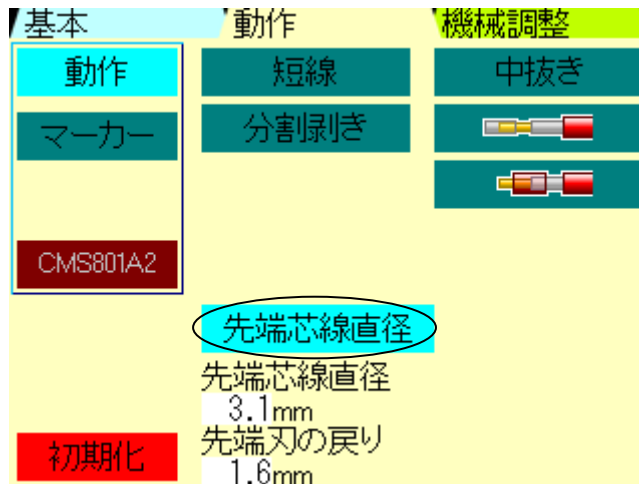 基本
動作
機械調整
動作
短線
中抜き
マーカー
分割剥き
CMS801A2
先端芯線直径
先端芯線直径
3.1mm
先端刃の戻り
1.6mm
初期化